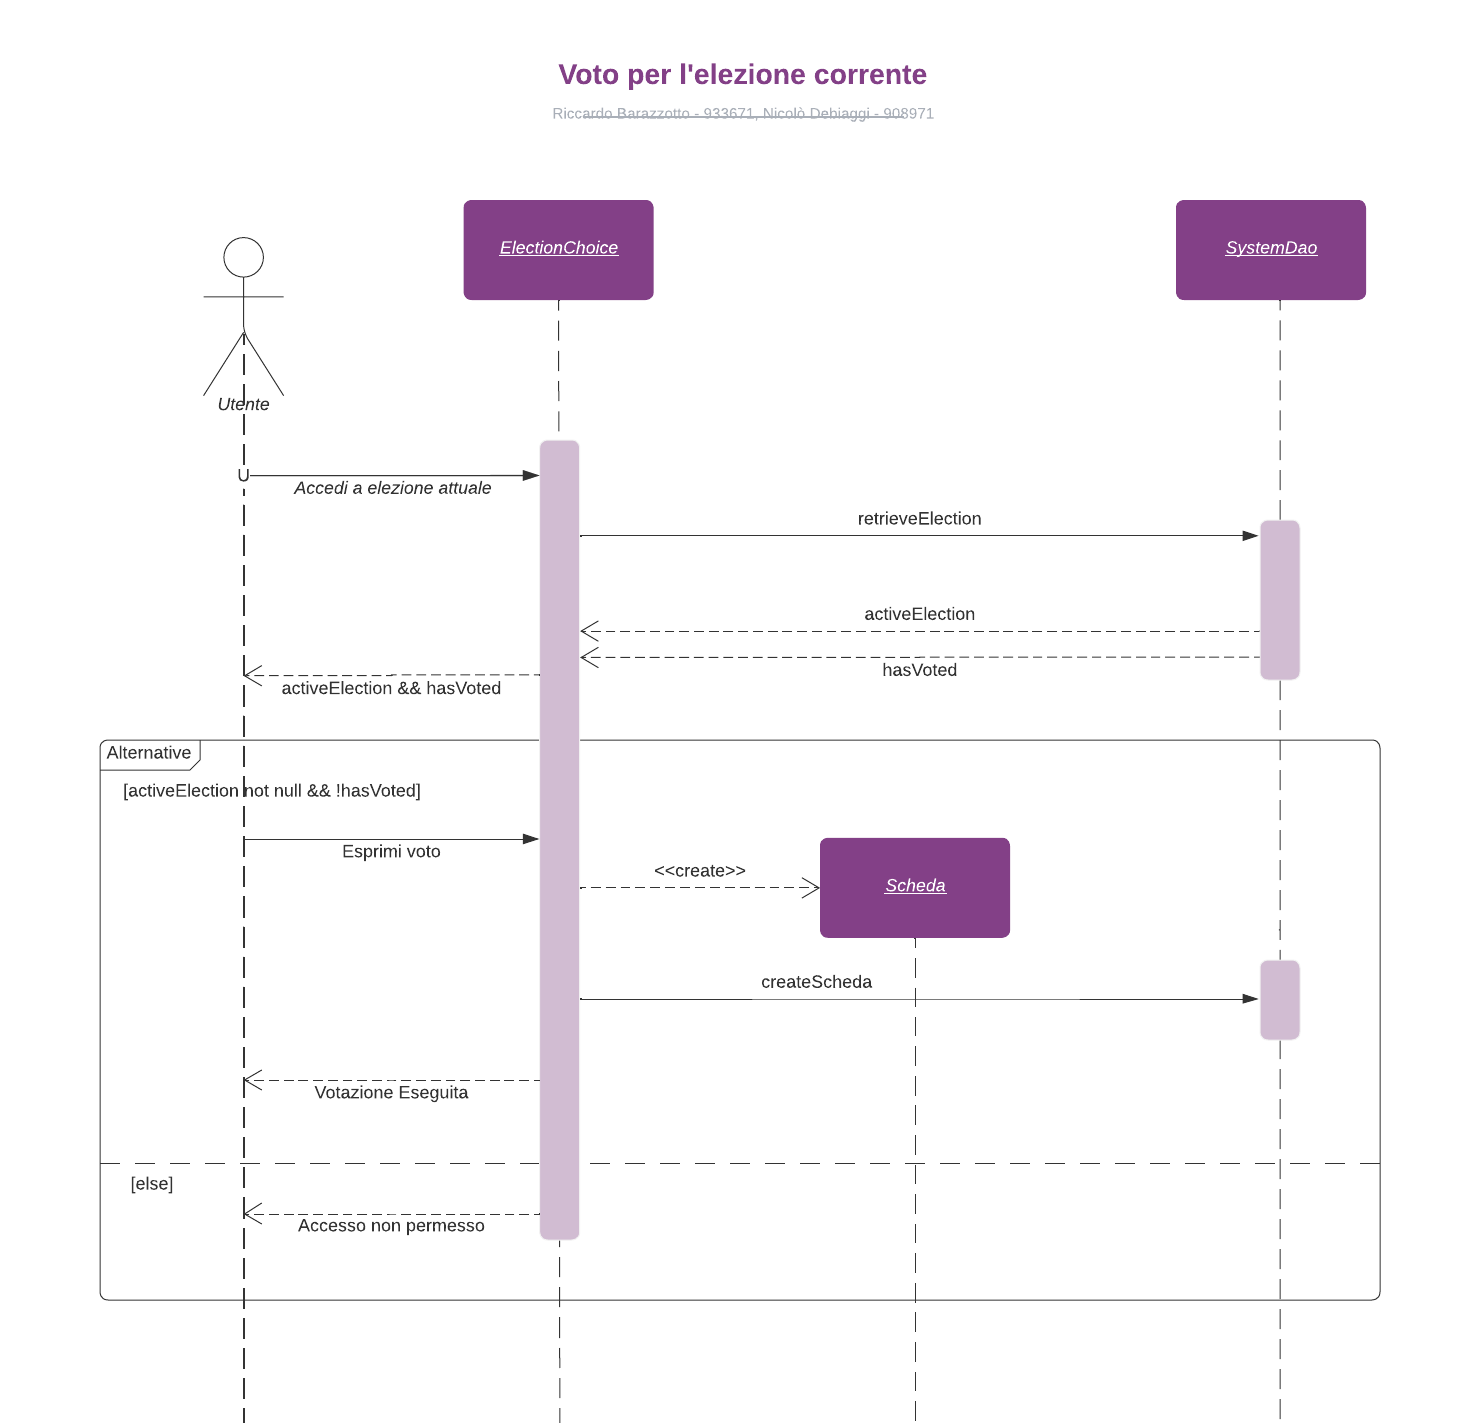 Voto per l'elezione corrente
Riccardo Barazzotto - 933671, Nicolò Debiaggi - 908971
ElectionChoice
SystemDao
Utente
U
Accedi a elezione attuale
retrieveElection
activeElection
hasVoted
activeElection && hasVoted
Alternative
[activeElection not null && !hasVoted]
Esprimi voto
<<create>>
Scheda
createScheda
Votazione Eseguita
[else]
Accesso non permesso